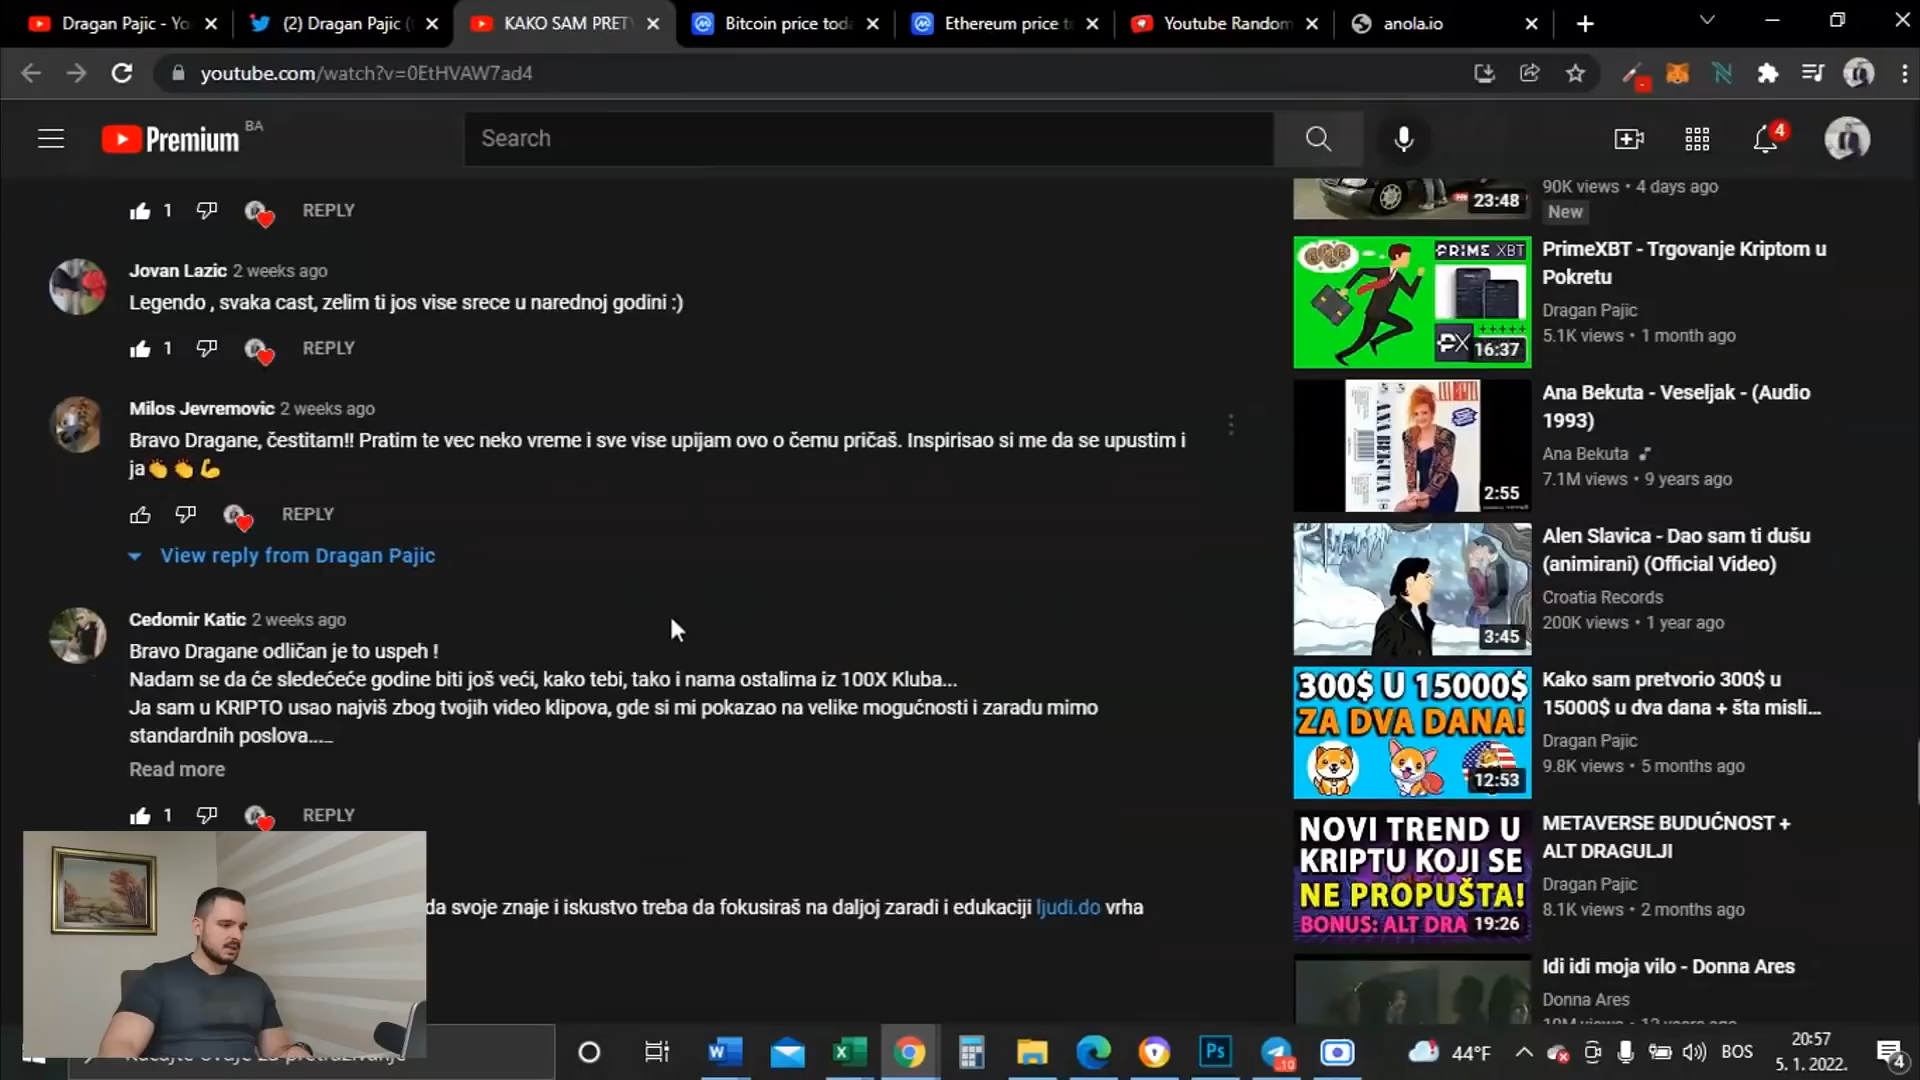 Dragan Pajic - Yo
(2) Dragan Pajic (
KAKO SAM PRETV
Bitcoin price toda
Ethereum price to
Youtube Random
anola.io
youtube.com/watch?v=0EtHVAW7ad4
Premium
BA
Search
4
1
REPLY
Jovan Lazic 2 weeks ago
Legendo , svaka cast, zelim ti jos vise srece u narednoj godini :)
1
REPLY
Milos Jevremovic 2 weeks ago
Bravo Dragane, čestitam!! Pratim te vec neko vreme i sve vise upijam ovo o čemu pričaš. Inspirisao si me da se upustim i
ja👏👏💪
REPLY
View reply from Dragan Pajic
Cedomir Katic 2 weeks ago
Bravo Dragane odličan je to uspeh !
Nadam se da će sledećeće godine biti još veći, kako tebi, tako i nama ostalima iz 100X Kluba...
Ja sam u KRIPTO usao najviš zbog tvojih video klipova, gde si mi pokazao na velike mogućnosti i zaradu mimo
standardnih poslova....
Read more
1
REPLY
da svoje znaje i iskustvo treba da fokusiraš na daljoj zaradi i edukaciji ljudi.do vrha
23:48
90K views • 4 days ago
New
PRIME XBT
PX
16:37
PrimeXBT - Trgovanje Kriptom u
Pokretu
Dragan Pajic
5.1K views • 1 month ago
ANA BEKUTA
2:55
Ana Bekuta - Veseljak - (Audio
1993)
Ana Bekuta
7.1M views • 9 years ago
3:45
Alen Slavica - Dao sam ti dušu
(animirani) (Official Video)
Croatia Records
200K views • 1 year ago
300$ U 15000$
ZA DVA DANA!
12:53
Kako sam pretvorio 300$ u
15000$ u dva dana + šta misli...
Dragan Pajic
9.8K views • 5 months ago
NOVI TREND U
KRIPTU KOJI SE
NE PROPUŠTA!
BONUS: ALT DRA
19:26
METAVERSE BUDUĆNOST +
ALT DRAGULJI
Dragan Pajic
8.1K views • 2 months ago
Idi idi moja vilo - Donna Ares
Donna Ares
Ps
10
44°F
BOS
20:57
5. 1. 2022.
4